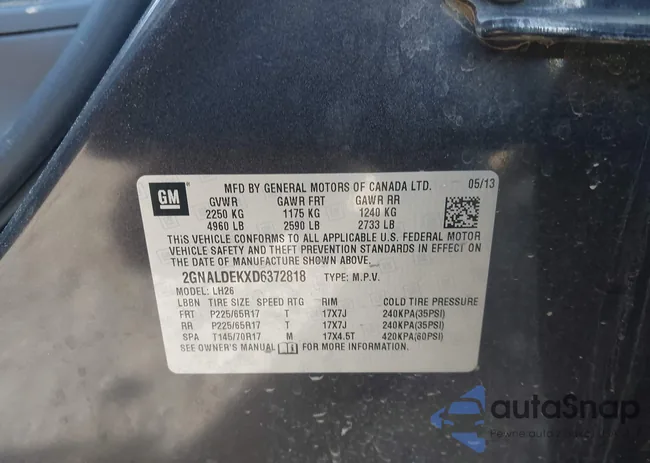 GM
MFD BY GENERAL MOTORS OF CANADA LTD. 05/13
GVWR GAWR FRT GAWR RR
2250 KG 1175 KG 1240 KG
4960 LB 2590 LB 2733 LB
THIS VEHICLE CONFORMS TO ALL APPLICABLE U.S. FEDERAL MOTOR
VEHICLE SAFETY AND THEFT PREVENTION STANDARDS IN EFFECT ON
THE DATE OF MANUFACTURE SHOWN ABOVE.
2GNALDEKXD6372818 TYPE: M.P.V.
MODEL: LH26
LBBN TIRE SIZE SPEED RTG RIM COLD TIRE PRESSURE
FRT P225/65R17 T 17X7J 240KPA(35PSI)
RR P225/65R17 T 17X7J 240KPA(35PSI)
SPA T145/70R17 M 17X4.5T 420KPA(60PSI)
SEE OWNER'S MANUAL FOR MORE INFORMATION.
autoSnap